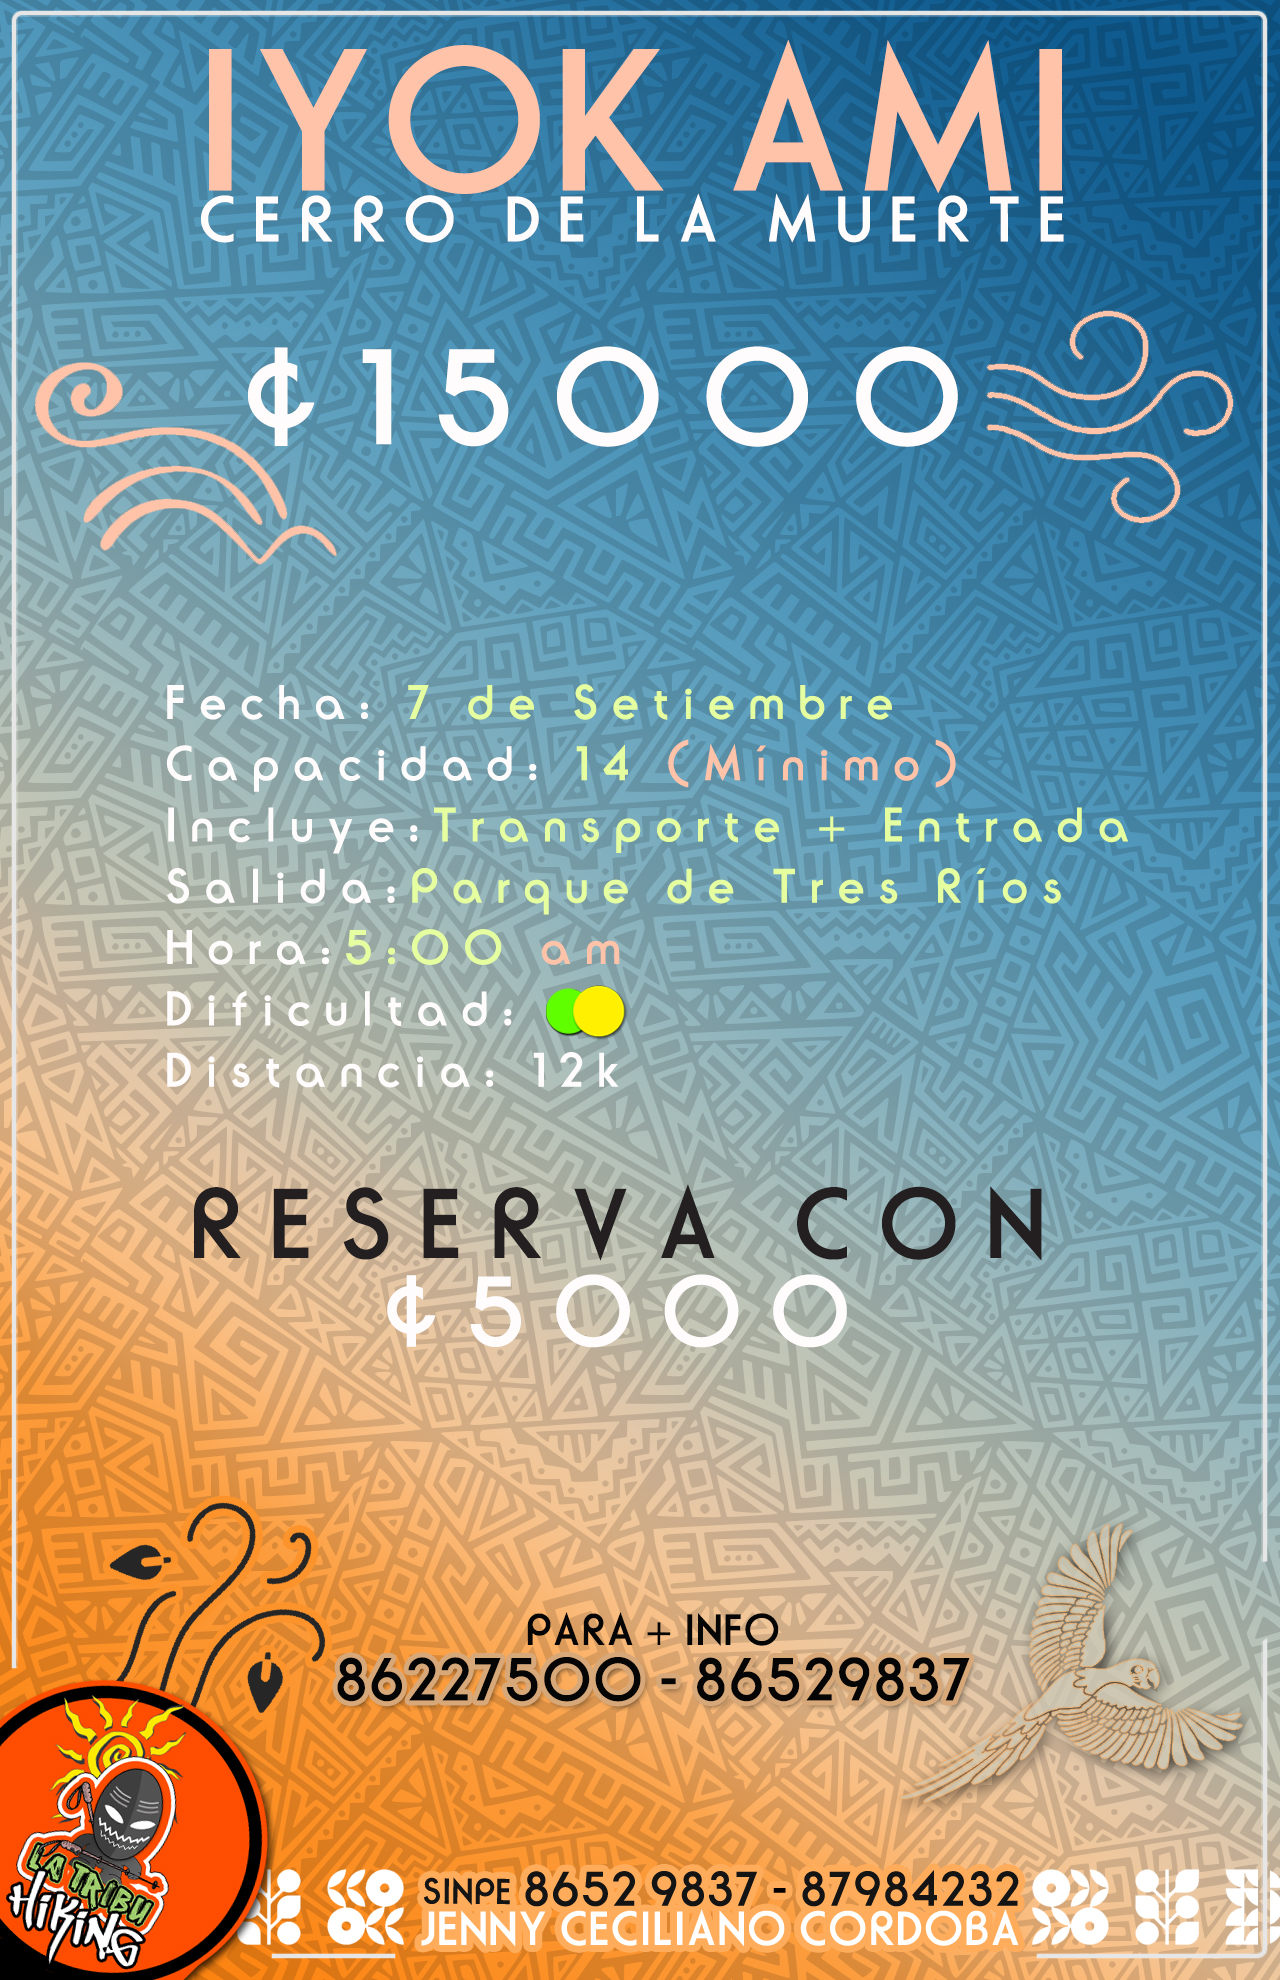 IYOK AMI
CERRO DE LA MUERTE
¢15000
Fecha: 7 de Setiembre
Capacidad: 14 (Mínimo)
Incluye:Transporte + Entrada
Salida:Parque de Tres Ríos
Hora:5:00 am
Dificultad:
Distancia: 12k
RESERVA CON
¢5000
PARA + INFO
86227500 - 86529837
LA TRIBU
HIKING
SINPE 8652 9837 - 87984232
JENNY CECILIANO CORDOBA